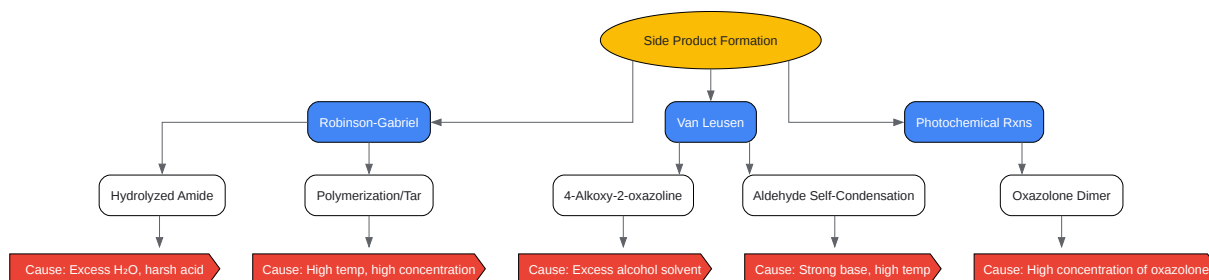 Side Product Formation
Robinson-Gabriel
Van Leusen
Photochemical Rxns
Hydrolyzed Amide
Polymerization/Tar
4-Alkoxy-2-oxazoline
Aldehyde Self-Condensation
Oxazolone Dimer
Cause: Excess H₂O, harsh acid
Cause: High temp, high concentration
Cause: Excess alcohol solvent
Cause: Strong base, high temp
Cause: High concentration of oxazolone